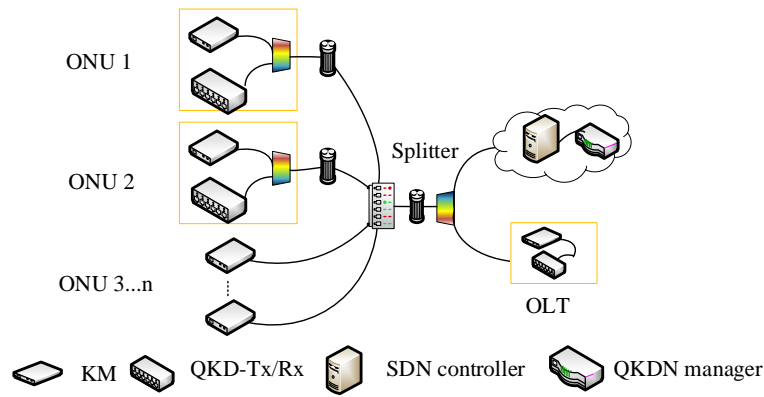 ONU 1
Splitter
ONU 2
ONU 3...n
OLT
KM
QKD-Tx/Rx
SDN controller
QKDN manager